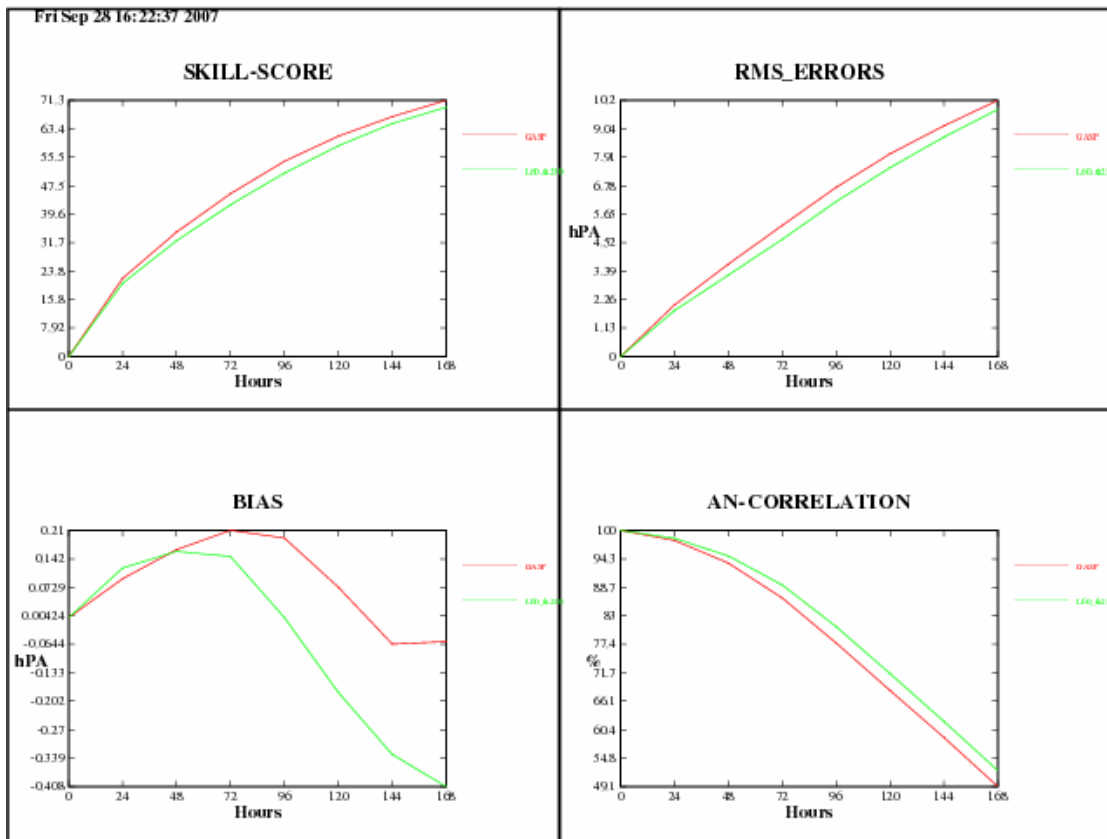 Fri Sep 28 16:22:37 2007
SKILL-SCORE
71.3
63.4
55.5
47.5
39.6
31.7
23.8
15.8
7.92
0
0 24 48 72 96 120 144 168
Hours
GASP
RMS_ERRORS
10.2
9.04
7.91
6.78
5.65
hPA
4.52
3.39
2.26
1.13
0
0 24 48 72 96 120 144 168
Hours
GASP
BIAS
0.21
0.142
0.0729
0.00424
-0.0644
hPA
-0.133
-0.202
-0.27
-0.339
-0.408
0 24 48 72 96 120 144 168
Hours
GASP
AN-CORRELATION
100
94.3
88.7
83
77.4
%
71.7
66.1
60.4
54.8
49.1
0 24 48 72 96 120 144 168
Hours
GASP